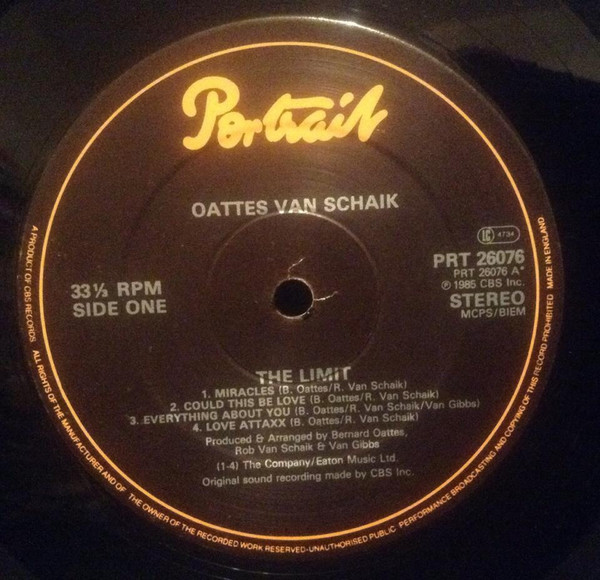 Portrait
OATTES VAN SCHAIK
LC 4734
PRT 26076
PRT 26076 A*
℗ 1985 CBS Inc.
STEREO
MCPS/BIEM
33⅓ RPM
SIDE ONE
THE LIMIT
1. MIRACLES (B. Oattes/R. Van Schaik)
2. COULD THIS BE LOVE (B. Oattes/R. Van Schaik)
3. EVERYTHING ABOUT YOU (B. Oattes/R. Van Schaik/Van Gibbs)
4. LOVE ATTAXX (B. Oattes/R. Van Schaik)
Produced & Arranged by Bernard Oattes,
Rob Van Schaik & Van Gibbs
(1-4) The Company/Eaton Music Ltd.
Original sound recording made by CBS Inc.
A PRODUCT OF CBS RECORDS ALL RIGHTS OF THE MANUFACTURER AND OF THE OWNER OF THE RECORDED WORK RESERVED-UNAUTHORISED PUBLIC PERFORMANCE BROADCASTING AND COPYING OF THIS RECORD PROHIBITED MADE IN ENGLAND